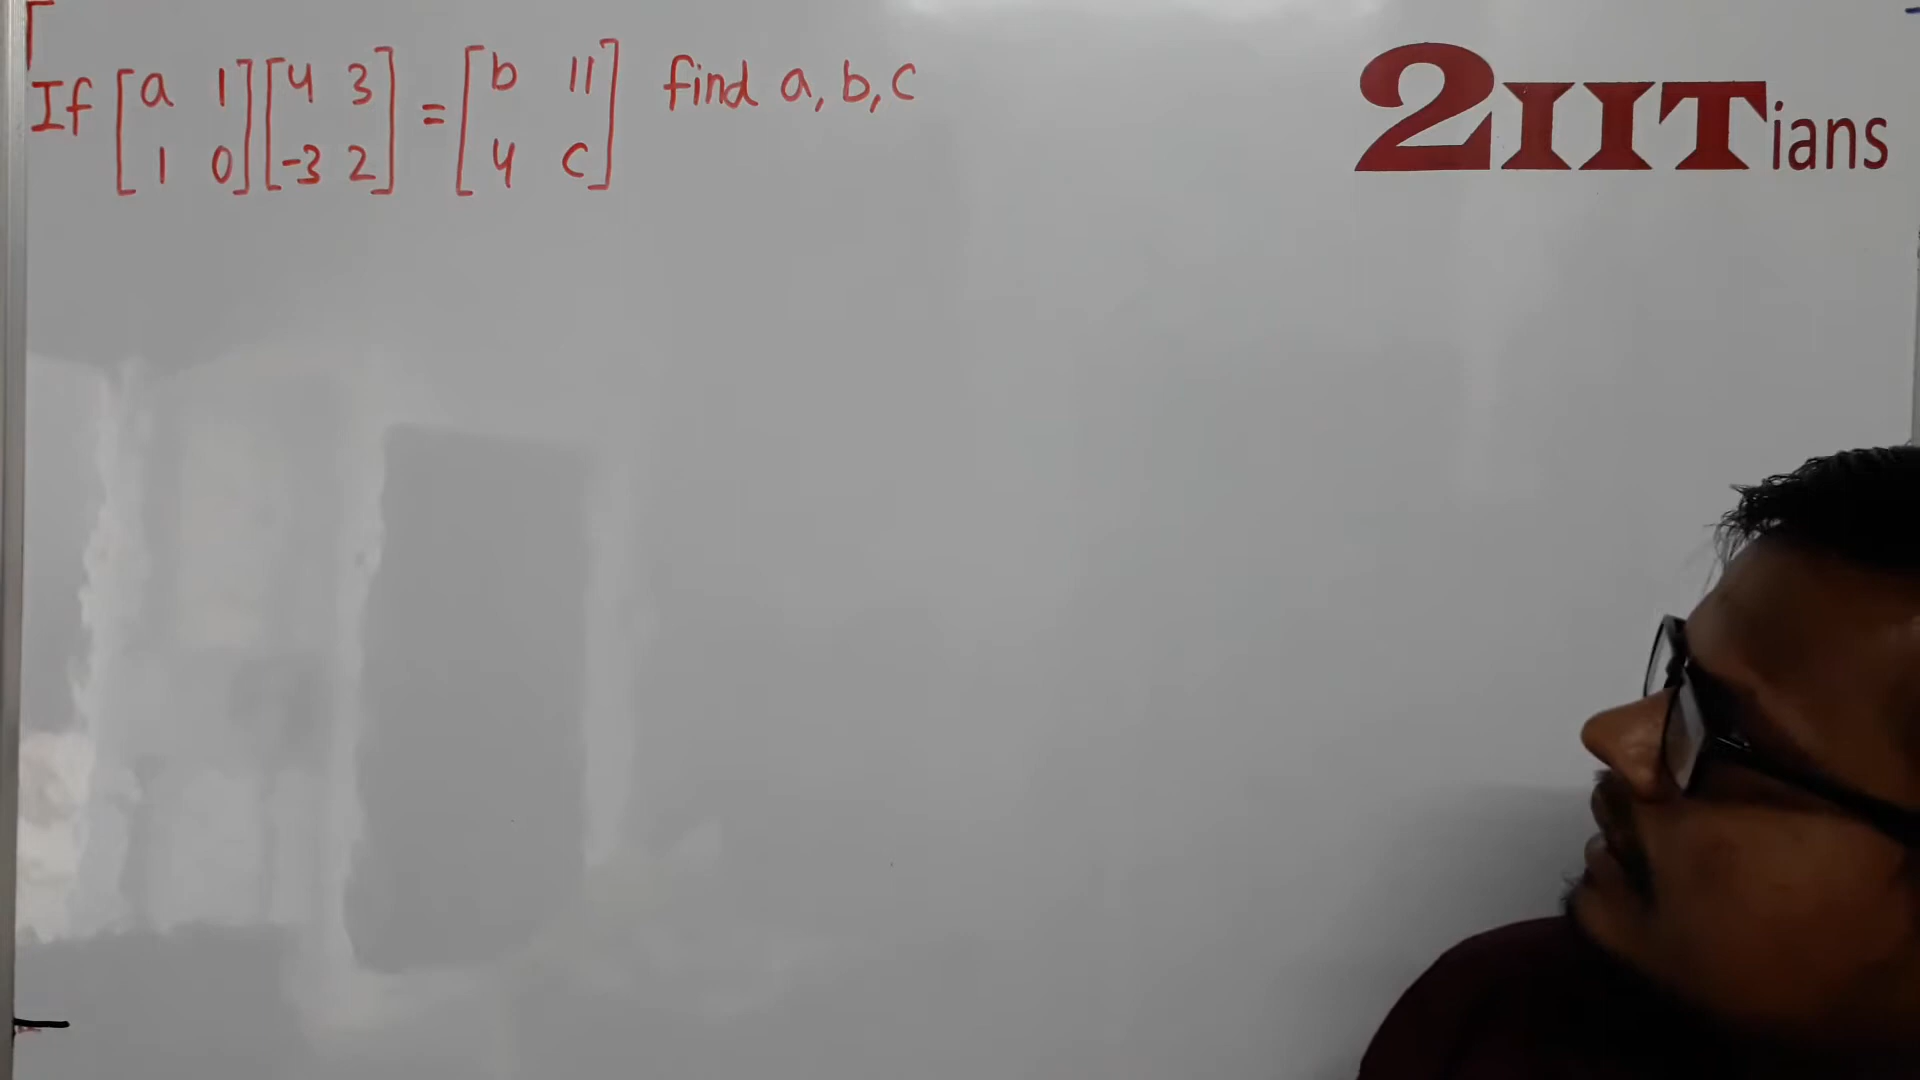 If [a 1 [4 3 = [b 11 find a, b, c
1 0] -3 2] 4 c]
2IITians